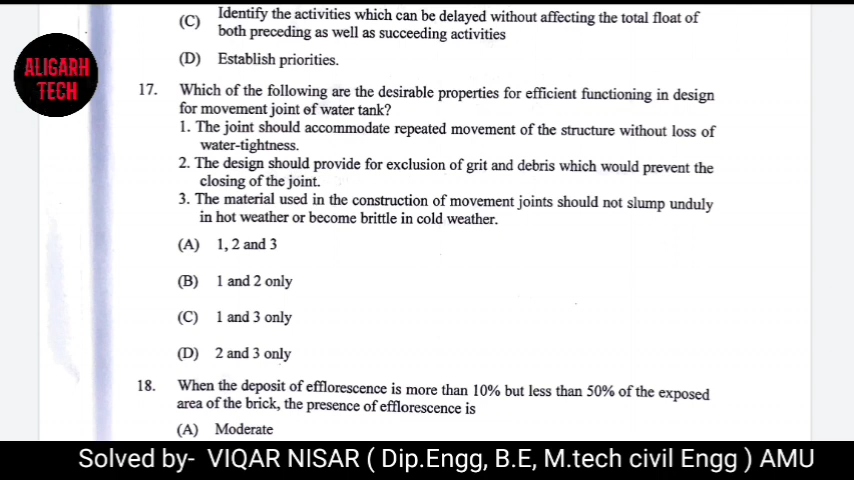 (C) Identify the activities which can be delayed without affecting the total float of
both preceding as well as succeeding activities
(D) Establish priorities.
ALIGARH
TECH
17. Which of the following are the desirable properties for efficient functioning in design
for movement joint of water tank?
1. The joint should accommodate repeated movement of the structure without loss of
water-tightness.
2. The design should provide for exclusion of grit and debris which would prevent the
closing of the joint.
3. The material used in the construction of movement joints should not slump unduly
in hot weather or become brittle in cold weather.
(A) 1, 2 and 3
(B) 1 and 2 only
(C) 1 and 3 only
(D) 2 and 3 only
18. When the deposit of efflorescence is more than 10% but less than 50% of the exposed
area of the brick, the presence of efflorescence is
(A) Moderate
Solved by- VIQAR NISAR ( Dip.Engg, B.E, M.tech civil Engg ) AMU